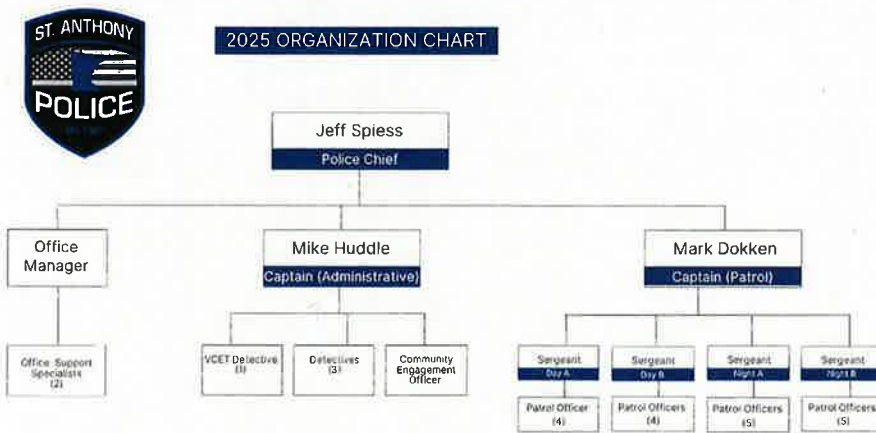 ST. ANTHONY
POLICE
2025 ORGANIZATION CHART
Jeff Spiess
Police Chief
Office
Manager
Mike Huddle
Captain (Administrative)
Mark Dokken
Captain (Patrol)
Office Support
Specialists
(2)
VCET Detective
(1)
Detectives
(3)
Community
Engagement
Officer
Sergeant
Day A
Sergeant
Day B
Sergeant
Night A
Sergeant
Night B
Patrol Officer
(4)
Patrol Officers
(4)
Patrol Officers
(5)
Patrol Officers
(5)